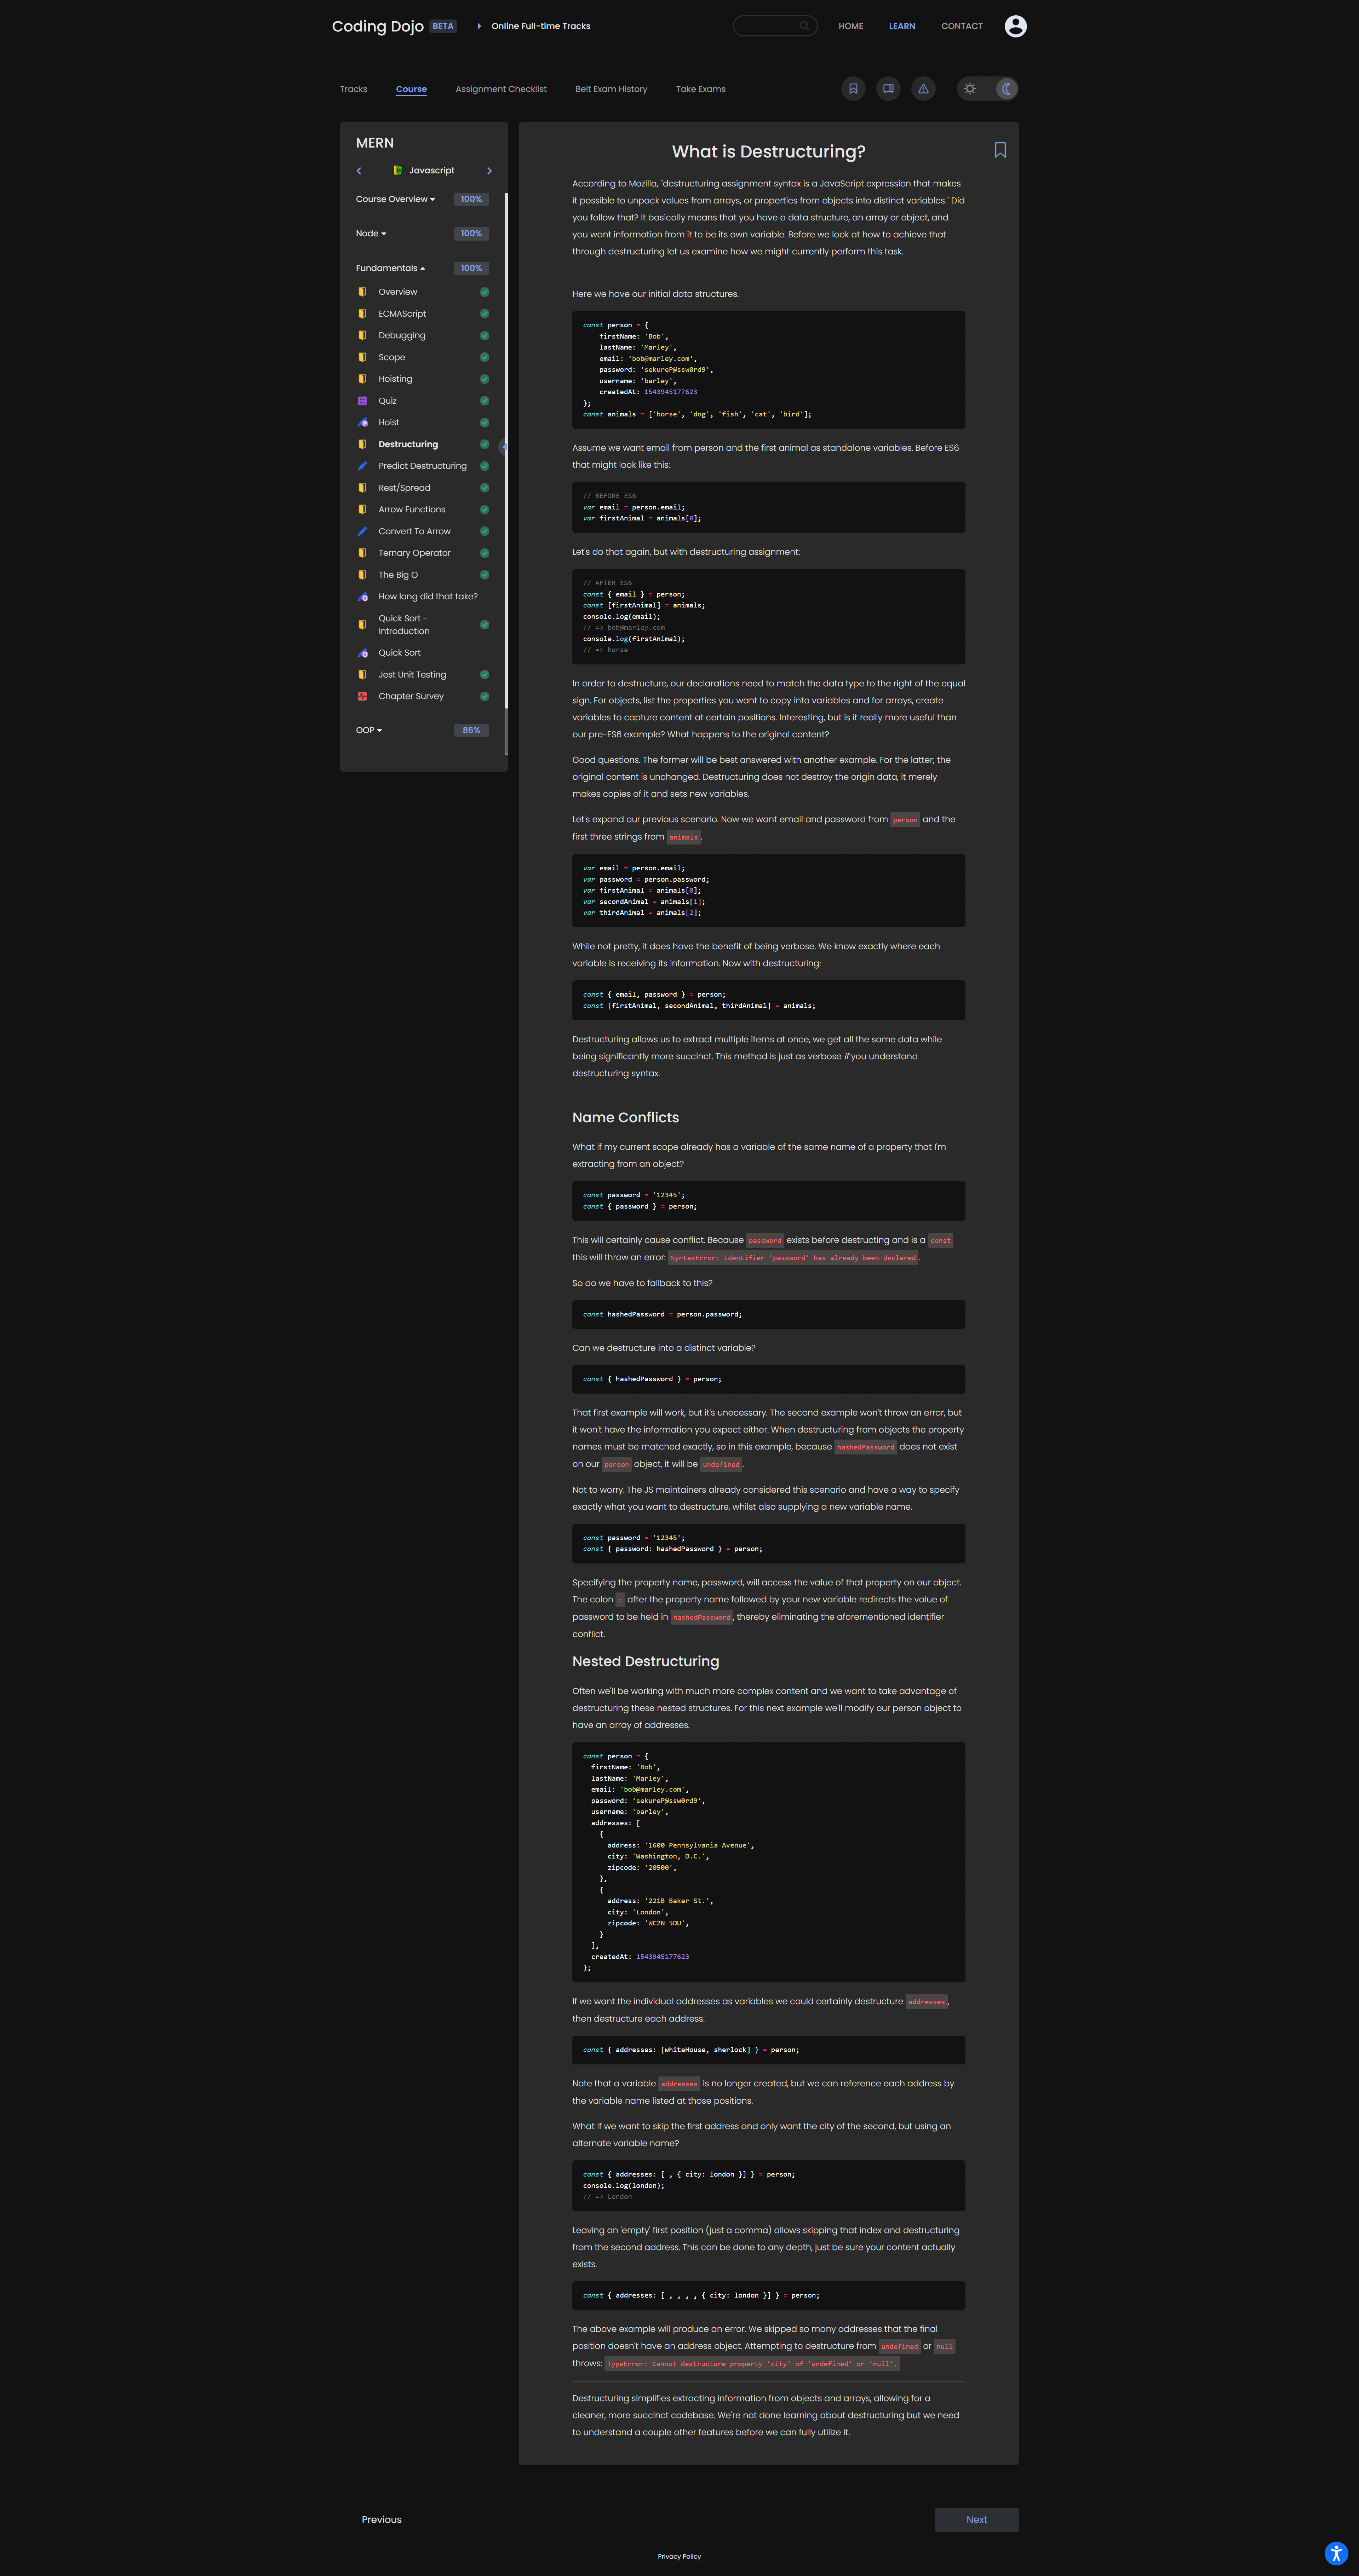 Coding Dojo BETA Online Full-time Tracks HOME LEARN CONTACT
Tracks Course Assignment Checklist Belt Exam History Take Exams
MERN
Javascript
Course Overview 100%
Node 100%
Fundamentals 100%
Overview
ECMAScript
Debugging
Scope
Hoisting
Quiz
Hoist
Destructuring
Predict Destructuring
Rest/Spread
Arrow Functions
Convert To Arrow
Ternary Operator
The Big O
How long did that take?
Quick Sort -
Introduction
Quick Sort
Jest Unit Testing
Chapter Survey
OOP 86%
What is Destructuring?
According to Mozilla, "destructuring assignment syntax is a JavaScript expression that makes
it possible to unpack values from arrays, or properties from objects into distinct variables." Did
you follow that? It basically means that you have a data structure, an array or object, and
you want information from it to be its own variable. Before we look at how to achieve that
through destructuring let us examine how we might currently perform this task.
Here we have our initial data structures.
const person = {
firstName: 'Bob',
lastName: 'Marley',
email: 'bob@marley.com',
password: 'sekureP@ssw0rd9',
username: 'barley',
createdAt: 1543945177623
};
const animals = ['horse', 'dog', 'fish', 'cat', 'bird'];
Assume we want email from person and the first animal as standalone variables. Before ES6
that might look like this:
// BEFORE ES6
var email = person.email;
var firstAnimal = animals[0];
Let's do that again, but with destructuring assignment:
// AFTER ES6
const { email } = person;
const [firstAnimal] = animals;
console.log(email);
// => bob@marley.com
console.log(firstAnimal);
// => horse
In order to destructure, our declarations need to match the data type to the right of the equal
sign. For objects, list the properties you want to copy into variables and for arrays, create
variables to capture content at certain positions. Interesting, but is it really more useful than
our pre-ES6 example? What happens to the original content?
Good questions. The former will be best answered with another example. For the latter; the
original content is unchanged. Destructuring does not destroy the origin data, it merely
makes copies of it and sets new variables.
Let's expand our previous scenario. Now we want email and password from person and the
first three strings from animals.
var email = person.email;
var password = person.password;
var firstAnimal = animals[0];
var secondAnimal = animals[1];
var thirdAnimal = animals[2];
While not pretty, it does have the benefit of being verbose. We know exactly where each
variable is receiving its information. Now with destructuring:
const { email, password } = person;
const [firstAnimal, secondAnimal, thirdAnimal] = animals;
Destructuring allows us to extract multiple items at once, we get all the same data while
being significantly more succinct. This method is just as verbose if you understand
destructuring syntax.
Name Conflicts
What if my current scope already has a variable of the same name of a property that I'm
extracting from an object?
const password = '12345';
const { password } = person;
This will certainly cause conflict. Because password exists before destructing and is a const
this will throw an error: SyntaxError: Identifier 'password' has already been declared.
So do we have to fallback to this?
const hashedPassword = person.password;
Can we destructure into a distinct variable?
const { hashedPassword } = person;
That first example will work, but it's unecessary. The second example won't throw an error, but
it won't have the information you expect either. When destructuring from objects the property
names must be matched exactly, so in this example, because hashedPassword does not exist
on our person object, it will be undefined.
Not to worry. The JS maintainers already considered this scenario and have a way to specify
exactly what you want to destructure, whilst also supplying a new variable name.
const password = '12345';
const { password: hashedPassword } = person;
Specifying the property name, password, will access the value of that property on our object.
The colon : after the property name followed by your new variable redirects the value of
password to be held in hashedPassword, thereby eliminating the aforementioned identifier
conflict.
Nested Destructuring
Often we'll be working with much more complex content and we want to take advantage of
destructuring these nested structures. For this next example we'll modify our person object to
have an array of addresses.
const person = {
firstName: 'Bob',
lastName: 'Marley',
email: 'bob@marley.com',
password: 'sekureP@ssw0rd9',
username: 'barley',
addresses: [
{
address: '1600 Pennsylvania Avenue',
city: 'Washington, D.C.',
zipcode: '20500',
},
{
address: '221B Baker St.',
city: 'London',
zipcode: 'WC2N 5DU',
}
],
createdAt: 1543945177623
};
If we want the individual addresses as variables we could certainly destructure addresses,
then destructure each address.
const { addresses: [whiteHouse, sherlock] } = person;
Note that a variable addresses is no longer created, but we can reference each address by
the variable name listed at those positions.
What if we want to skip the first address and only want the city of the second, but using an
alternate variable name?
const { addresses: [ , { city: london }] } = person;
console.log(london);
// => London
Leaving an 'empty' first position (just a comma) allows skipping that index and destructuring
from the second address. This can be done to any depth, just be sure your content actually
exists.
const { addresses: [ , , , , { city: london }] } = person;
The above example will produce an error. We skipped so many addresses that the final
position doesn't have an address object. Attempting to destructure from undefined or null
throws: TypeError: Cannot destructure property 'city' of 'undefined' or 'null'.
Destructuring simplifies extracting information from objects and arrays, allowing for a
cleaner, more succinct codebase. We're not done learning about destructuring but we need
to understand a couple other features before we can fully utilize it.
Previous Next
Privacy Policy